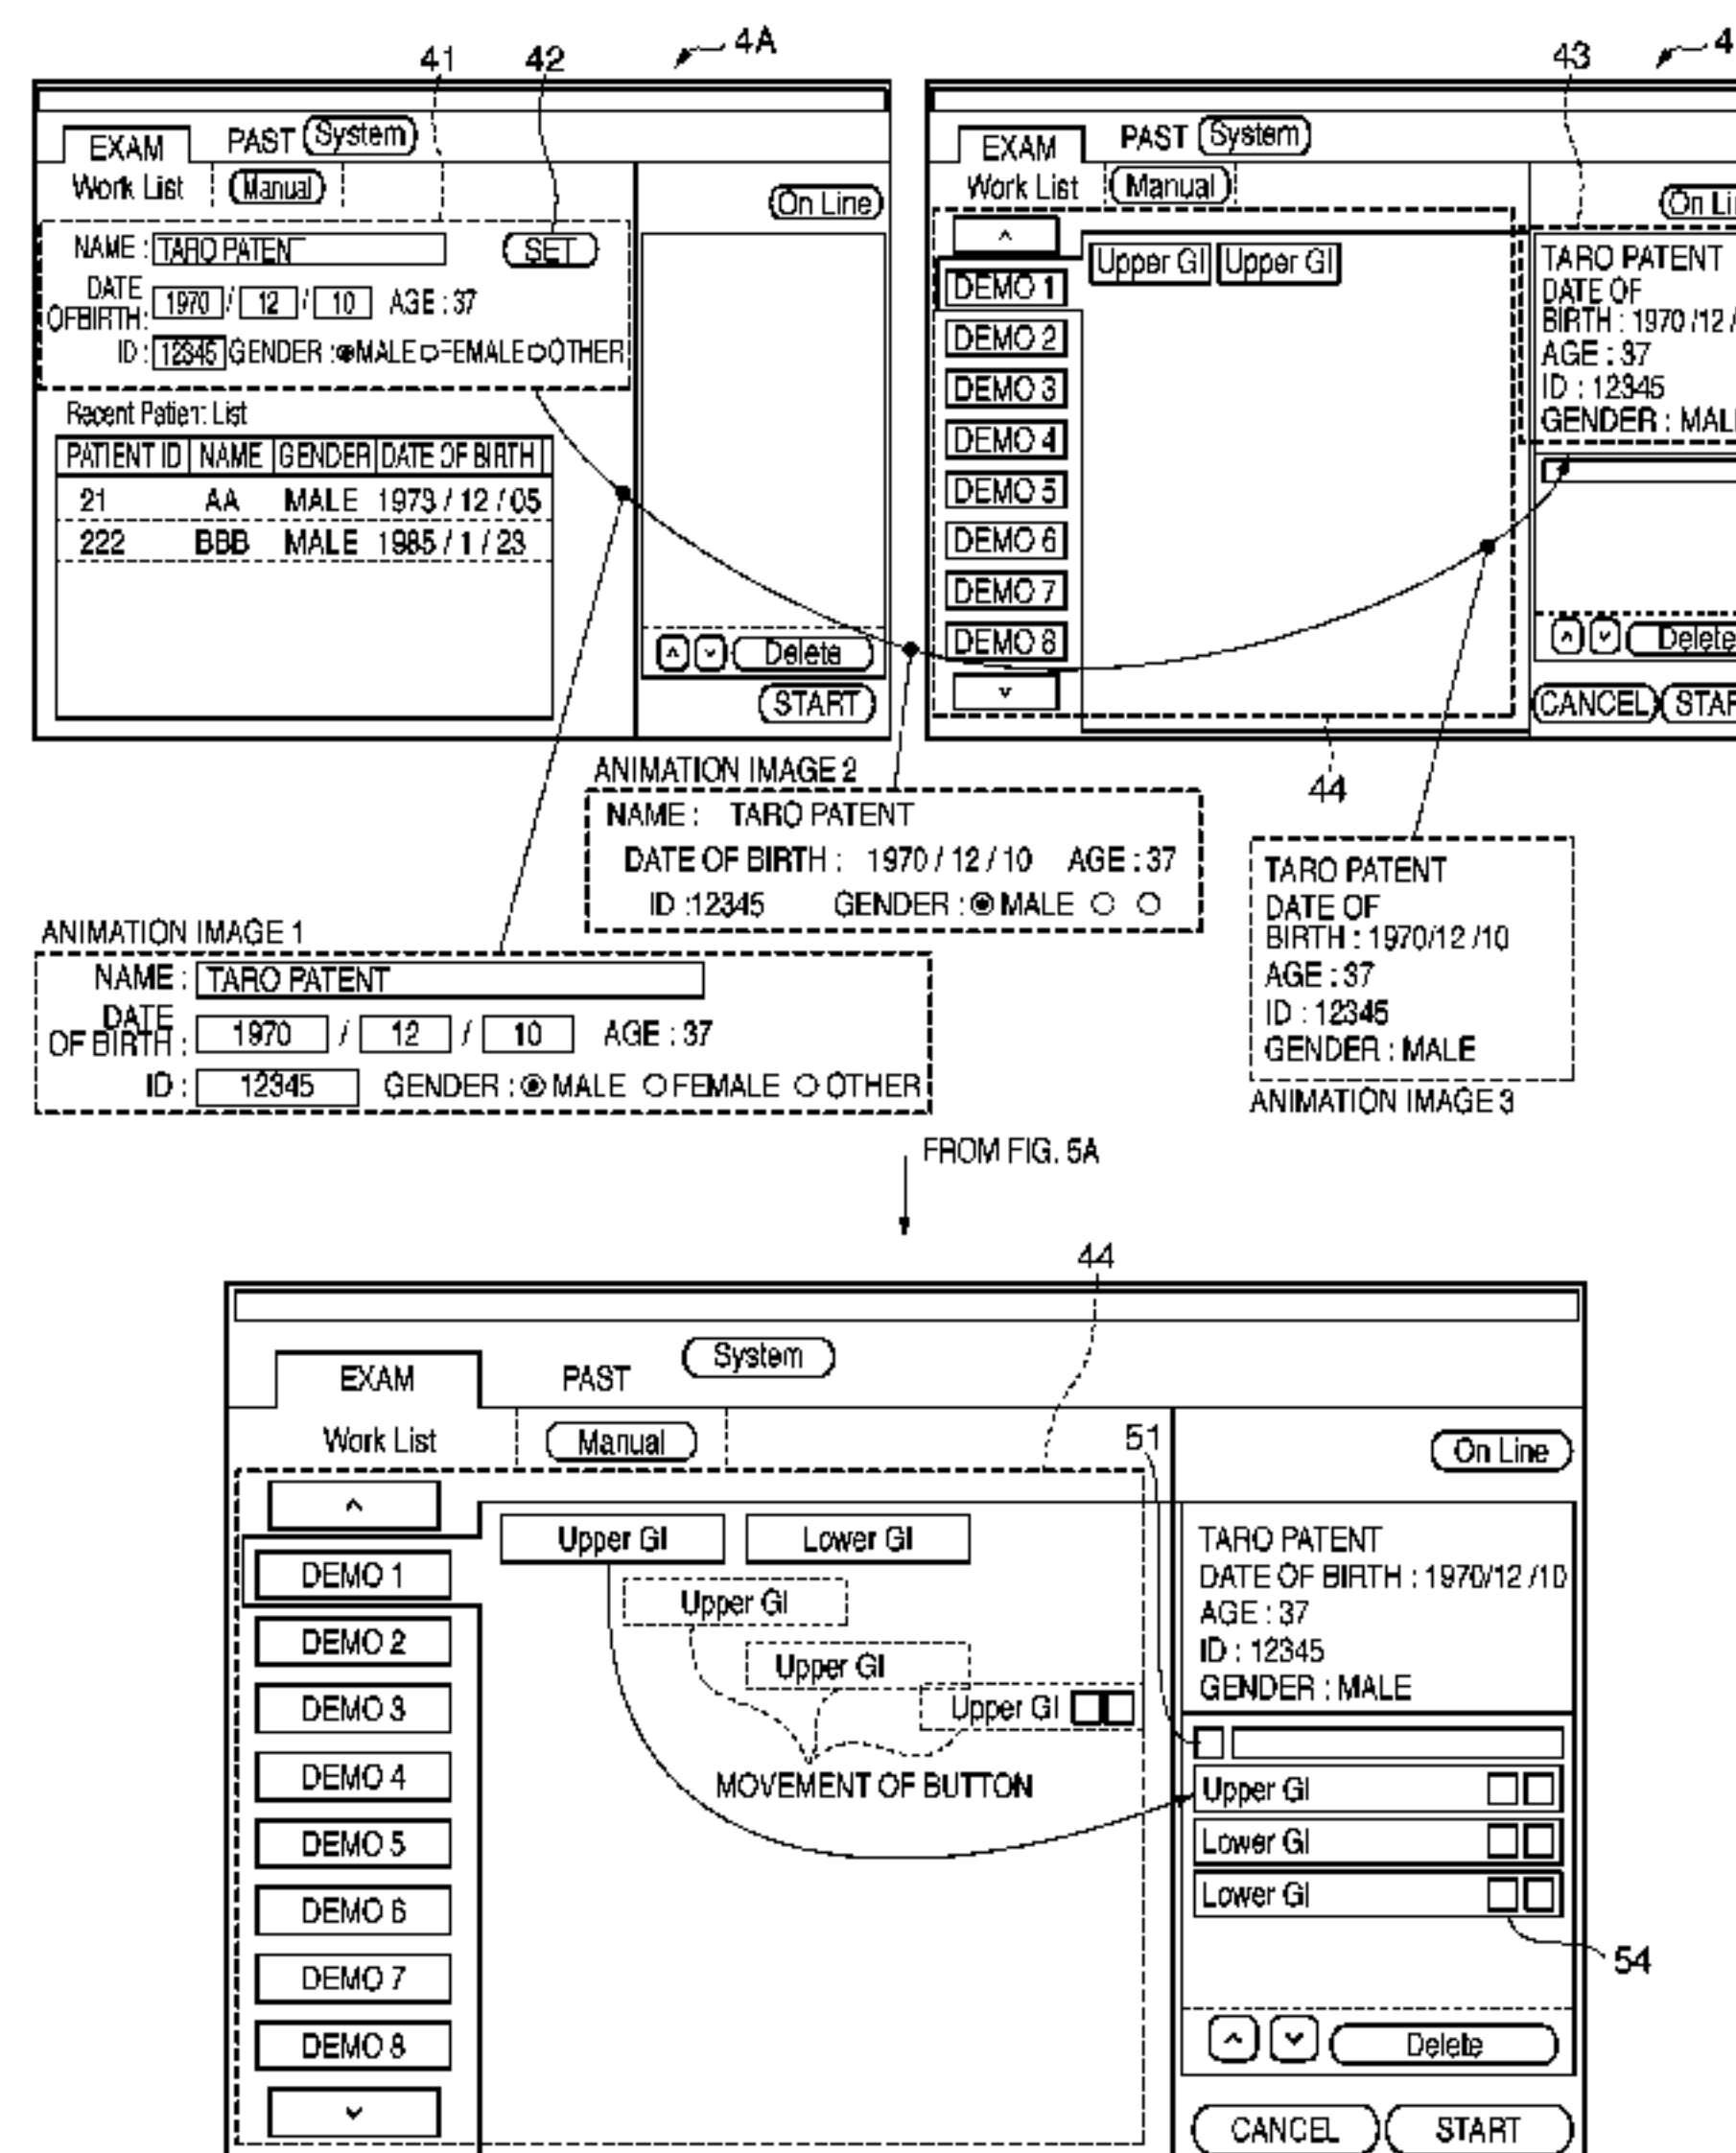 41 42 4A
EXAM PAST System
Work List Manual On Line
NAME : TARO PATENT SET
DATE OFBIRTH : 1970 / 12 / 10 AGE : 37
ID : 12345 GENDER : MALE FEMALE OTHER
Recent Patient List
PATIENT ID NAME GENDER DATE OF BIRTH
21 AA MALE 1973 / 12 / 05
222 BBB MALE 1985 / 1 / 23
^ v Delete
START
43 4
EXAM PAST System
Work List Manual On Li
^
Upper GI Upper GI
DEMO 1
DEMO 2
DEMO 3
DEMO 4
DEMO 5
DEMO 6
DEMO 7
DEMO 8
v
TARO PATENT
DATE OF
BIRTH : 1970 /12 /
AGE : 37
ID : 12345
GENDER : MAL
^ v Delete
CANCEL STAR
44
ANIMATION IMAGE 2
NAME : TARO PATENT
DATE OF BIRTH : 1970 / 12 / 10 AGE : 37
ID :12345 GENDER : MALE
ANIMATION IMAGE 1
NAME : TARO PATENT
DATE
OF BIRTH : 1970 / 12 / 10 AGE : 37
ID : 12345 GENDER : MALE FEMALE OTHER
TARO PATENT
DATE OF
BIRTH : 1970/12 /10
AGE : 37
ID : 12345
GENDER : MALE
ANIMATION IMAGE 3
FROM FIG. 5A
44
EXAM PAST System
Work List Manual 51 On Line
^
Upper GI Lower GI
DEMO 1
DEMO 2
DEMO 3
DEMO 4
DEMO 5
DEMO 6
DEMO 7
DEMO 8
v
Upper GI
Upper GI
Upper GI
MOVEMENT OF BUTTON
TARO PATENT
DATE OF BIRTH : 1970/12 /10
AGE : 37
ID : 12345
GENDER : MALE
Upper GI
Lower GI
Lower GI
54
^ v Delete
CANCEL START